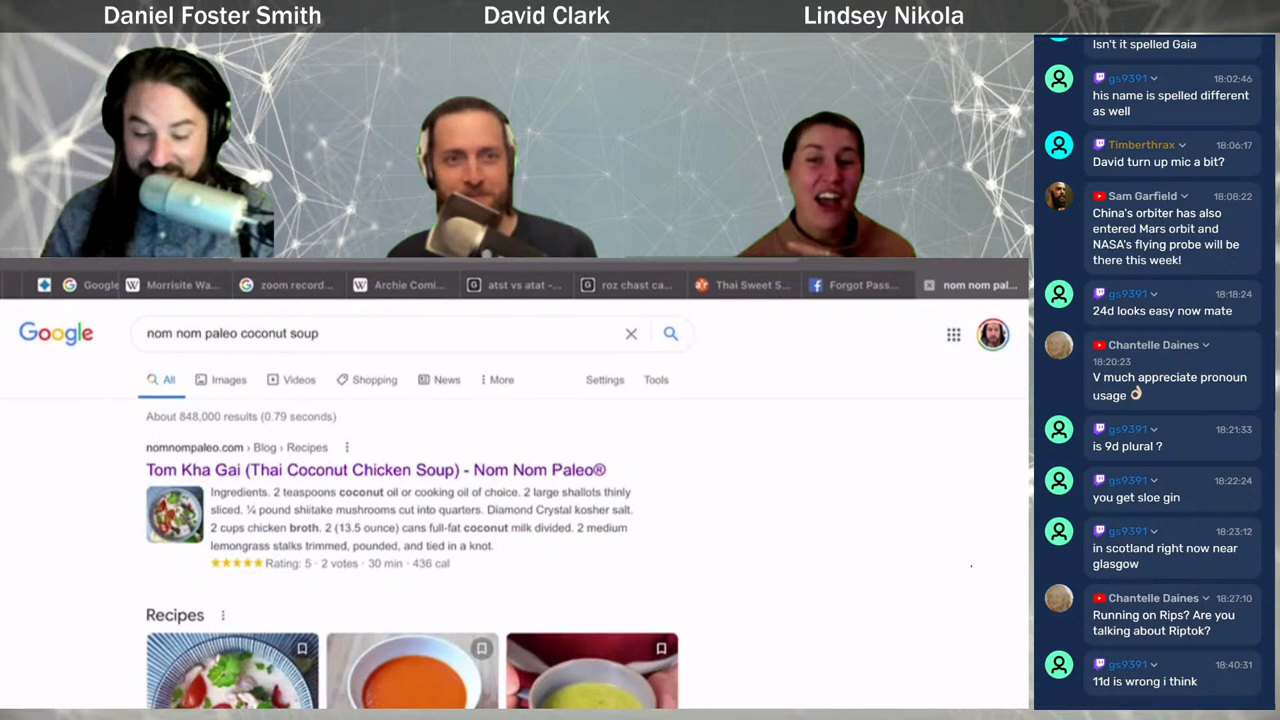 Daniel Foster Smith
David Clark
Lindsey Nikola
Isn't it spelled Gaia
gs9391 18:02:46
his name is spelled different
as well
Timberthrax 18:06:17
David turn up mic a bit?
Sam Garfield 18:08:22
China's orbiter has also
entered Mars orbit and
NASA's flying probe will be
there this week!
gs9391 18:18:24
24d looks easy now mate
Chantelle Daines
18:20:23
V much appreciate pronoun
usage 👌🏼
gs9391 18:21:33
is 9d plural ?
gs9391 18:22:24
you get sloe gin
gs9391 18:23:12
in scotland right now near
glasgow
Chantelle Daines 18:27:10
Running on Rips? Are you
talking about Riptok?
gs9391 18:40:31
11d is wrong i think
Google
Morrisite Wa...
zoom record...
Archie Comi...
atst vs atat -...
roz chast ca...
Thai Sweet S...
Forgot Pass...
nom nom pal...
Google
nom nom paleo coconut soup
All Images Videos Shopping News More Settings Tools
About 848,000 results (0.79 seconds)
nomnompaleo.com › Blog › Recipes
Tom Kha Gai (Thai Coconut Chicken Soup) - Nom Nom Paleo®
Ingredients. 2 teaspoons coconut oil or cooking oil of choice. 2 large shallots thinly
sliced. ¼ pound shiitake mushrooms cut into quarters. Diamond Crystal kosher salt.
2 cups chicken broth. 2 (13.5 ounce) cans full-fat coconut milk divided. 2 medium
lemongrass stalks trimmed, pounded, and tied in a knot.
★★★★★ Rating: 5 · 2 votes · 30 min · 436 cal
Recipes